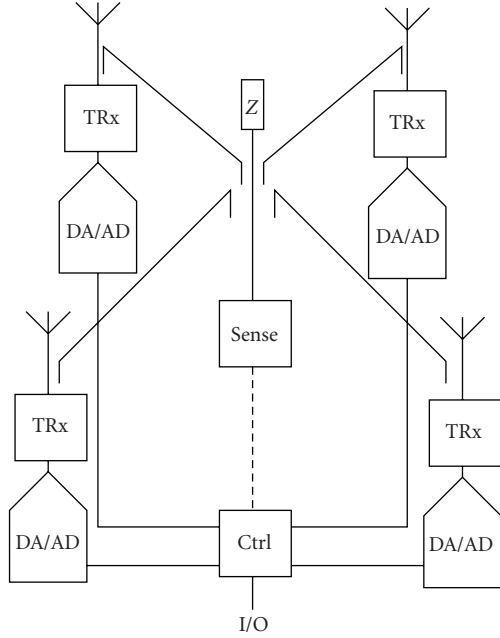 TRx
TRx
Z
DA/AD
DA/AD
Sense
TRx
TRx
DA/AD
Ctrl
DA/AD
I/O